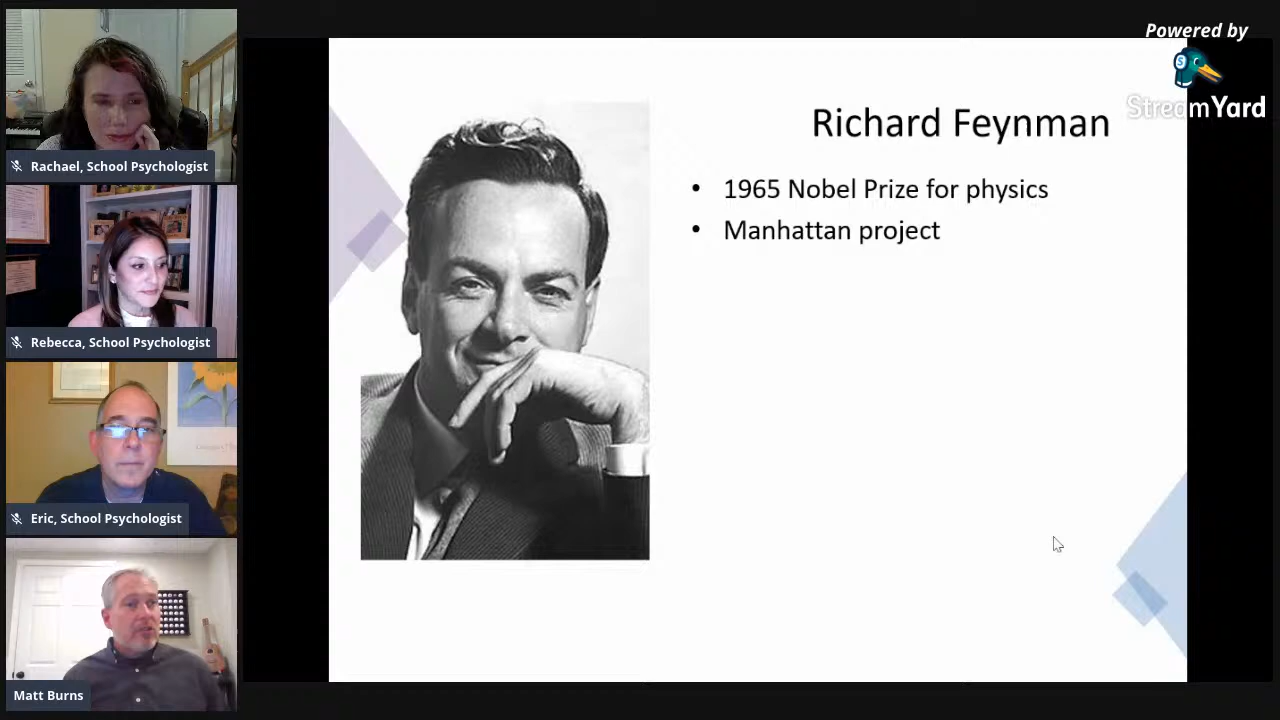 Powered by
StreamYard
Richard Feynman
• 1965 Nobel Prize for physics
• Manhattan project
Rachael, School Psychologist
Rebecca, School Psychologist
Eric, School Psychologist
Matt Burns